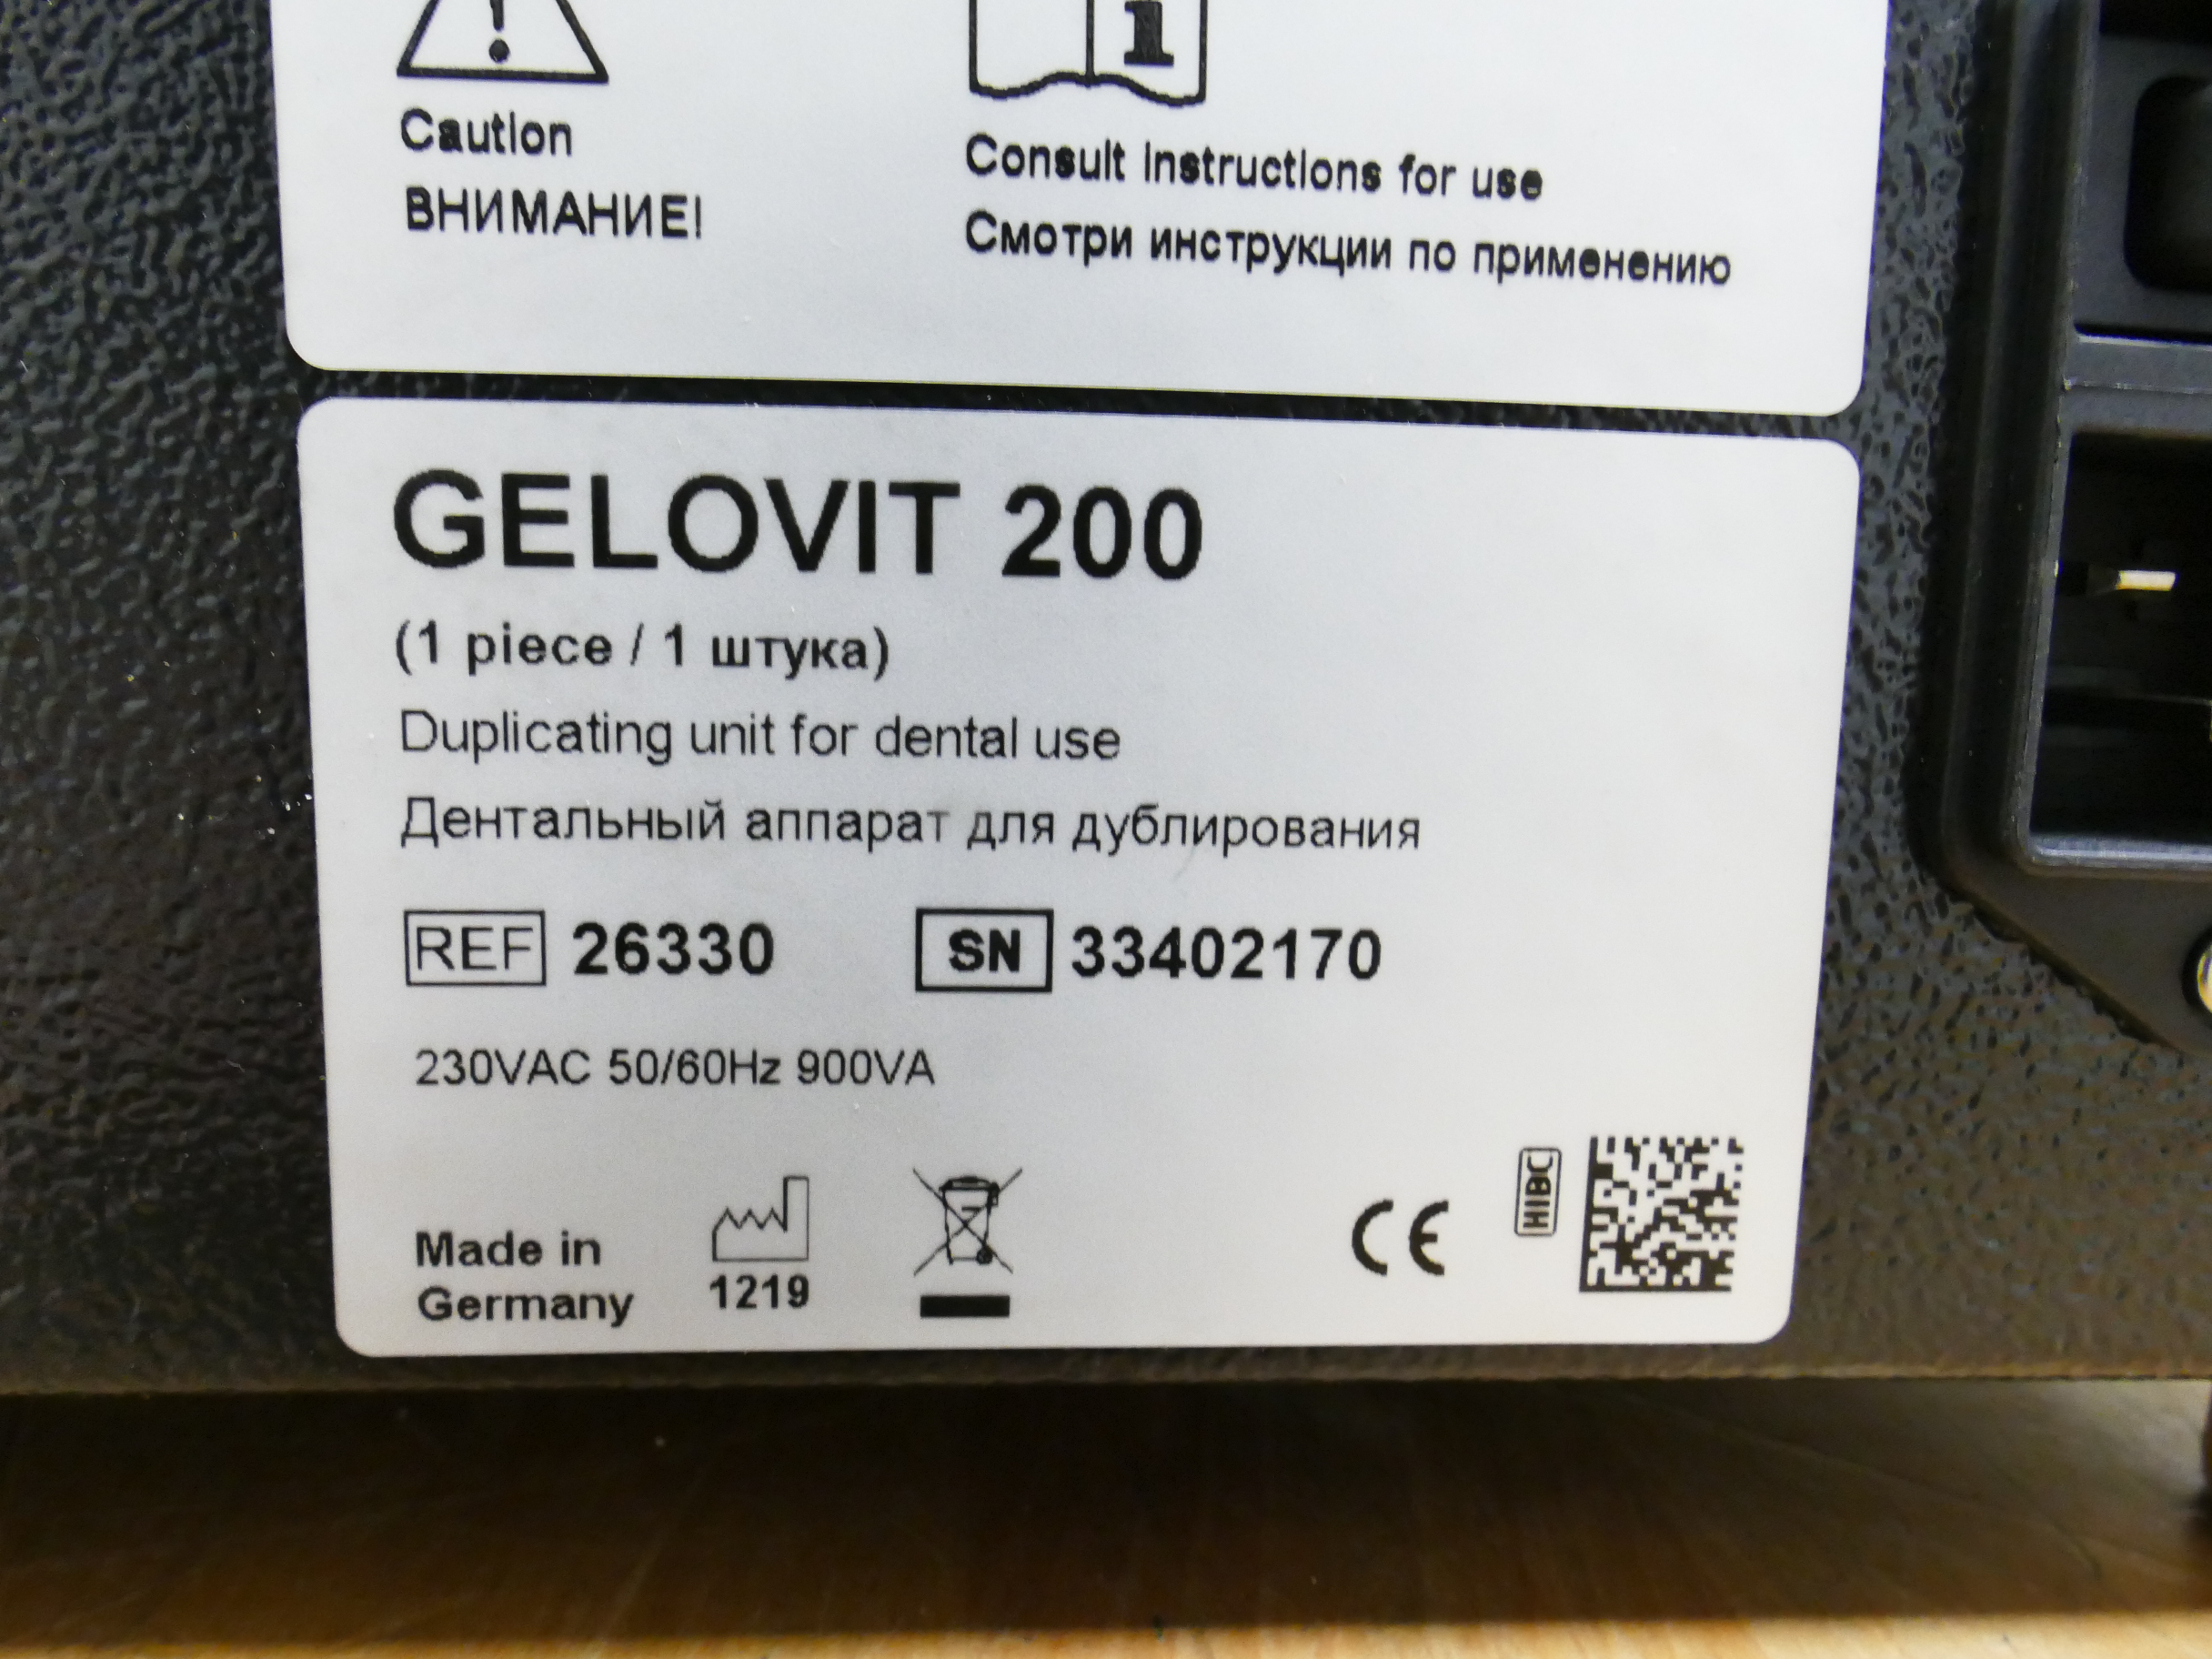 Caution
ВНИМАНИЕ!
Consult instructions for use
Смотри инструкции по применению
GELOVIT 200
(1 piece / 1 штука)
Duplicating unit for dental use
Дентальный аппарат для дублирования
REF 26330 SN 33402170
230VAC 50/60Hz 900VA
Made in
Germany
1219
CE
HIBC